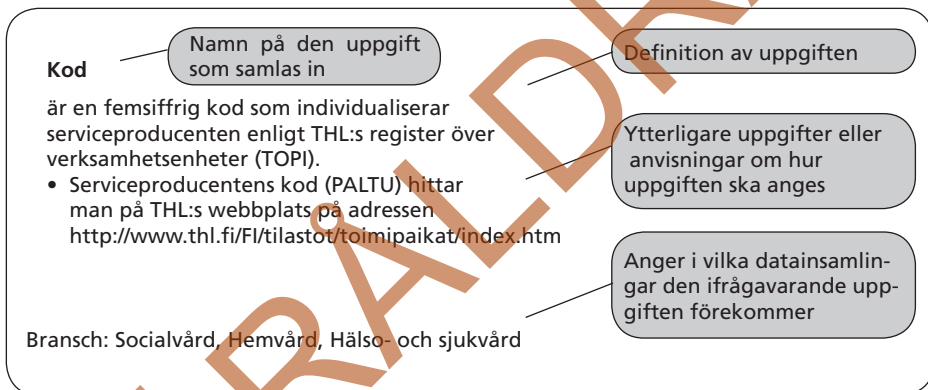 Kod
Namn på den uppgift
som samlas in
Definition av uppgiften
är en femsiffrig kod som individualiserar
serviceproducenten enligt THL:s register över
verksamhetsenheter (TOPI).
Ytterligare uppgifter eller
anvisningar om hur
uppgiften ska anges
• Serviceproducentens kod (PALTU) hittar
man på THL:s webbplats på adressen
http://www.thl.fi/FI/tilastot/toimipaikat/index.htm
Anger i vilka datainsamlin-
gar den ifrågavarande upp-
giften förekommer
Bransch: Socialvård, Hemvård, Hälso- och sjukvård